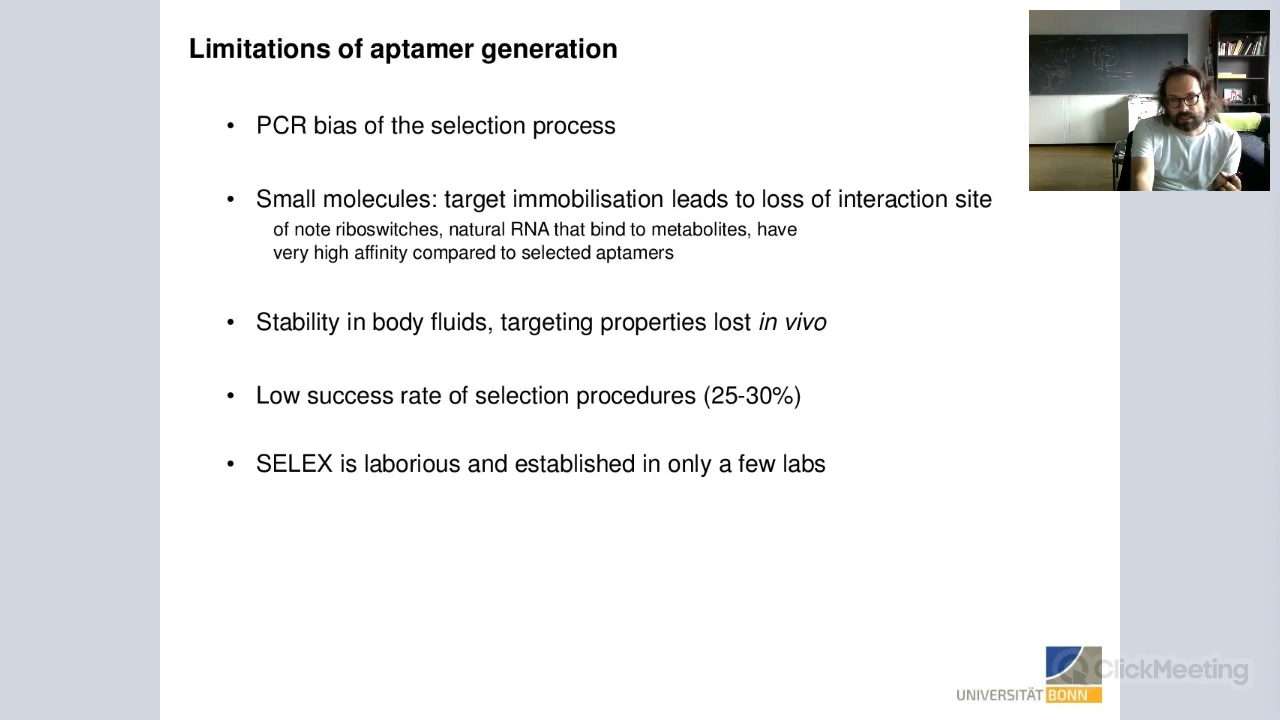 Limitations of aptamer generation
• PCR bias of the selection process
• Small molecules: target immobilisation leads to loss of interaction site
of note riboswitches, natural RNA that bind to metabolites, have
very high affinity compared to selected aptamers
• Stability in body fluids, targeting properties lost in vivo
• Low success rate of selection procedures (25-30%)
• SELEX is laborious and established in only a few labs
ClickMeeting
UNIVERSITÄT BONN